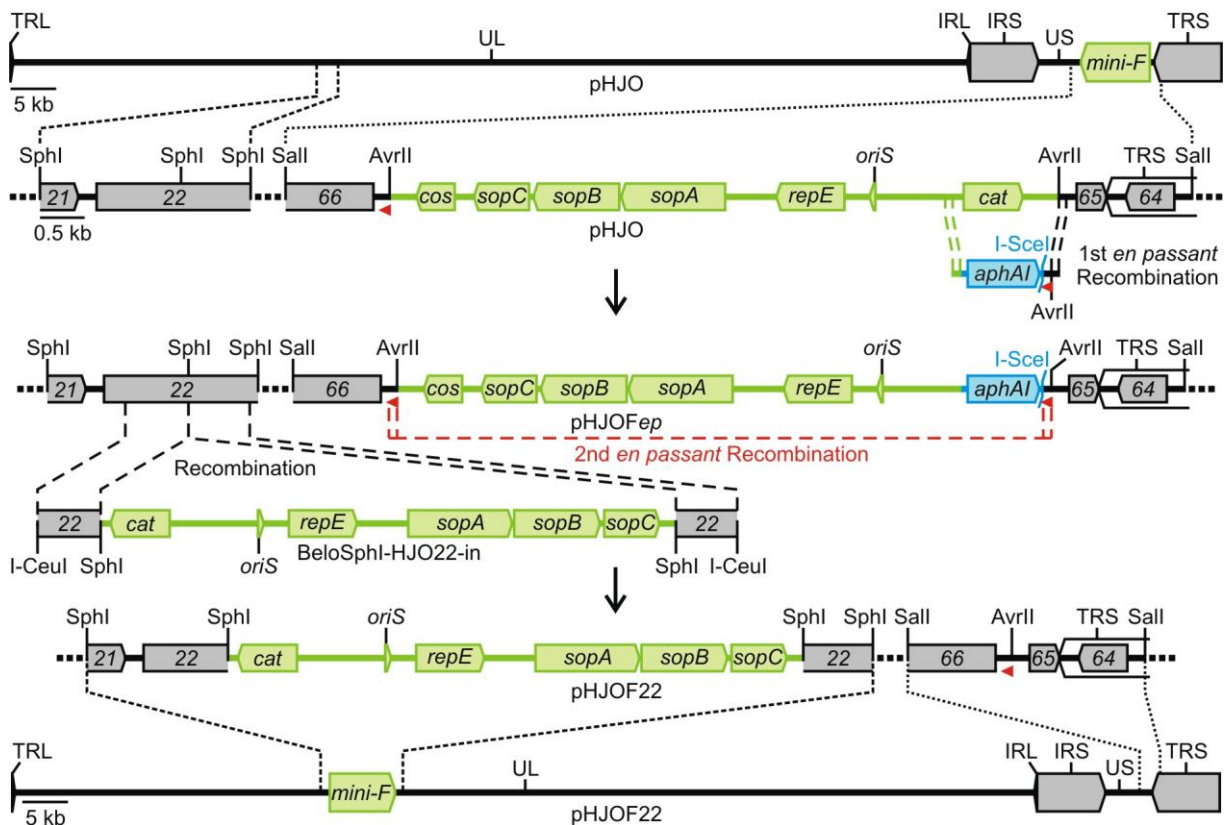 TRL UL IRL IRS US TRS
mini-F
5 kb pHJO
SphI SphI SphI SalI AvrII oriS AvrII TRS SalI
21 22 66 cos sopC sopB sopA repE cat 65 64
0.5 kb pHJO
I-SceI 1st en passant
aphAI Recombination
AvrII
SphI SphI SphI SalI AvrII oriS I-SceI AvrII TRS SalI
21 22 66 cos sopC sopB sopA repE aphAI 65 64
pHJOFep
Recombination 2nd en passant Recombination
22 cat repE sopA sopB sopC 22
I-CeuI SphI oriS BeloSphI-HJO22-in SphI I-CeuI
SphI SphI oriS SphI SphI SalI AvrII TRS SalI
21 22 cat repE sopA sopB sopC 22 66 65 64
pHJOF22
TRL UL IRL IRS US TRS
mini-F
5 kb pHJOF22